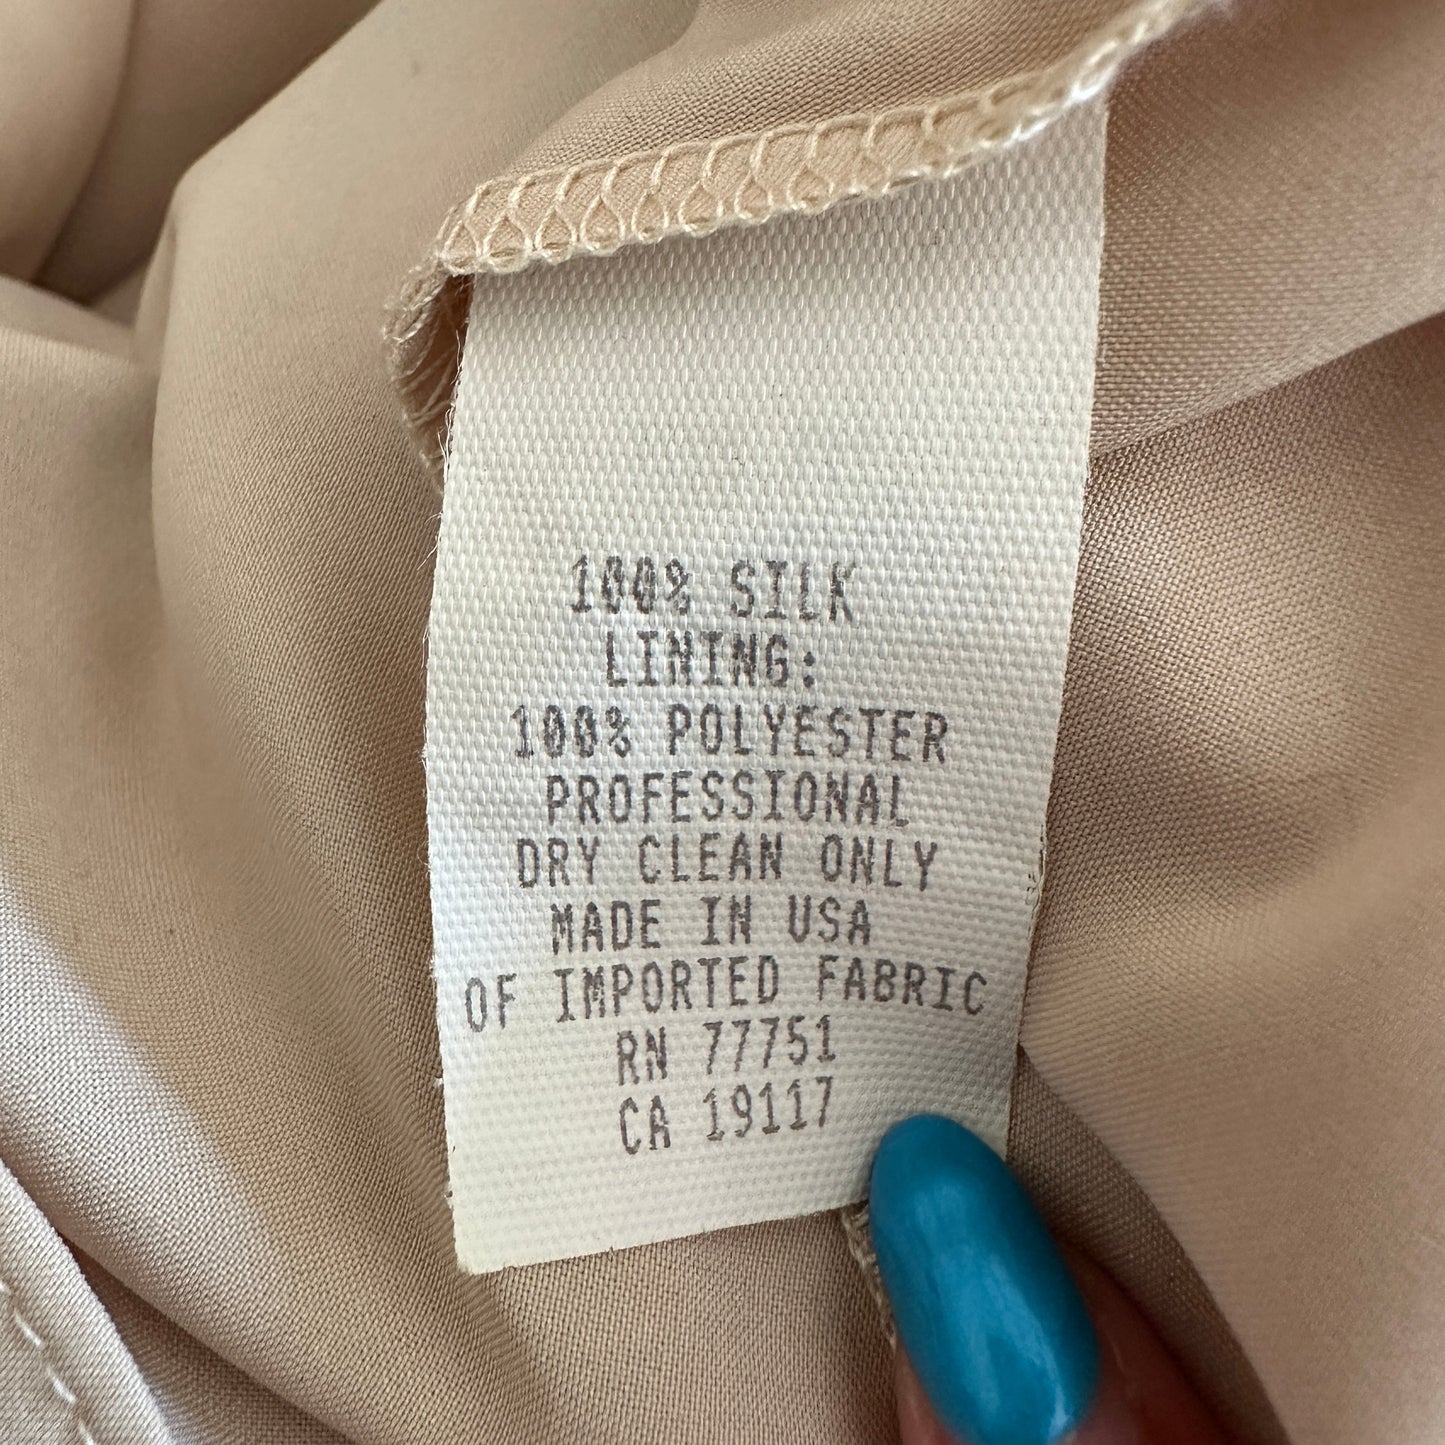 100% SILK
LINING:
100% POLYESTER
PROFESSIONAL
DRY CLEAN ONLY
MADE IN USA
OF IMPORTED FABRIC
RN 77751
CA 19117